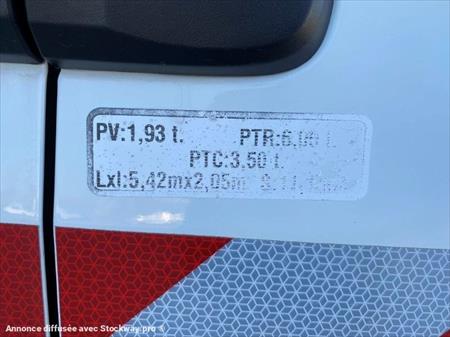 PV:1,93 t.
PTR:6,00 t.
PTC:3,50 t.
Lxl:5,42mx2,05m
Annonce diffusée avec Stockway.pro ®